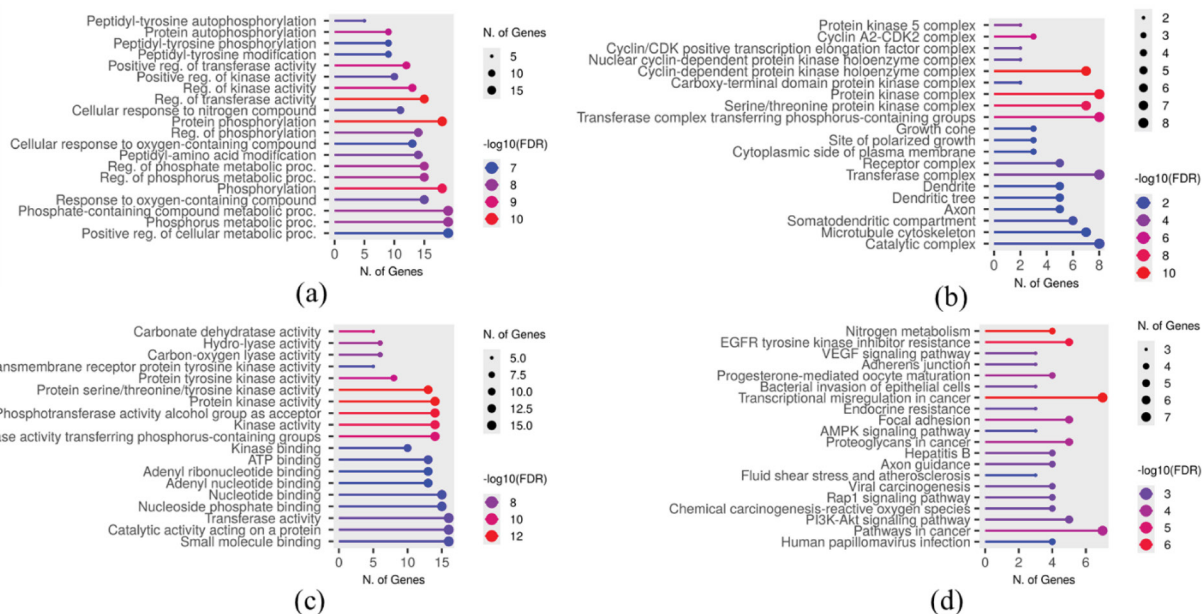 Peptidyl-tyrosine autophosphorylation
Protein autophosphorylation
Peptidyl-tyrosine phosphorylation
Peptidyl-tyrosine modification
Positive reg. of transferase activity
Positive reg. of kinase activity
Reg. of kinase activity
Reg. of transferase activity
Cellular response to nitrogen compound
Protein phosphorylation
Reg. of phosphorylation
Cellular response to oxygen-containing compound
Peptidyl-amino acid modification
Reg. of phosphate metabolic proc.
Reg. of phosphorus metabolic proc.
Phosphorylation
Response to oxygen-containing compound
Phosphate-containing compound metabolic proc.
Phosphorus metabolic proc.
Positive reg. of cellular metabolic proc.
0 5 10 15
N. of Genes
N. of Genes
5
10
15
-log10(FDR)
7
8
9
10
(a)
Protein kinase 5 complex
Cyclin A2-CDK2 complex
Cyclin/CDK positive transcription elongation factor complex
Nuclear cyclin-dependent protein kinase holoenzyme complex
Cyclin-dependent protein kinase holoenzyme complex
Carboxy-terminal domain protein kinase complex
Protein kinase complex
Serine/threonine protein kinase complex
Transferase complex transferring phosphorus-containing groups
Growth cone
Site of polarized growth
Cytoplasmic side of plasma membrane
Receptor complex
Transferase complex
Dendrite
Dendritic tree
Axon
Somatodendritic compartment
Microtubule cytoskeleton
Catalytic complex
0 2 4 6 8
N. of Genes
2
3
4
5
6
7
8
-log10(FDR)
2
4
6
8
10
(b)
Carbonate dehydratase activity
Hydro-lyase activity
Carbon-oxygen lyase activity
ansmembrane receptor protein tyrosine kinase activity
Protein tyrosine kinase activity
Protein serine/threonine/tyrosine kinase activity
Protein kinase activity
Phosphotransferase activity alcohol group as acceptor
Kinase activity
ase activity transferring phosphorus-containing groups
Kinase binding
ATP binding
Adenyl ribonucleotide binding
Adenyl nucleotide binding
Nucleotide binding
Nucleoside phosphate binding
Transferase activity
Catalytic activity acting on a protein
Small molecule binding
0 5 10 15
N. of Genes
N. of Genes
5.0
7.5
10.0
12.5
15.0
-log10(FDR)
8
10
12
(c)
Nitrogen metabolism
EGFR tyrosine kinase inhibitor resistance
VEGF signaling pathway
Adherens junction
Progesterone-mediated oocyte maturation
Bacterial invasion of epithelial cells
Transcriptional misregulation in cancer
Endocrine resistance
Focal adhesion
AMPK signaling pathway
Proteoglycans in cancer
Hepatitis B
Axon guidance
Fluid shear stress and atherosclerosis
Viral carcinogenesis
Rap1 signaling pathway
Chemical carcinogenesis-reactive oxygen species
PI3K-Akt signaling pathway
Pathways in cancer
Human papillomavirus infection
0 2 4 6
N. of Genes
N. of Genes
3
4
5
6
7
-log10(FDR)
3
4
5
6
(d)